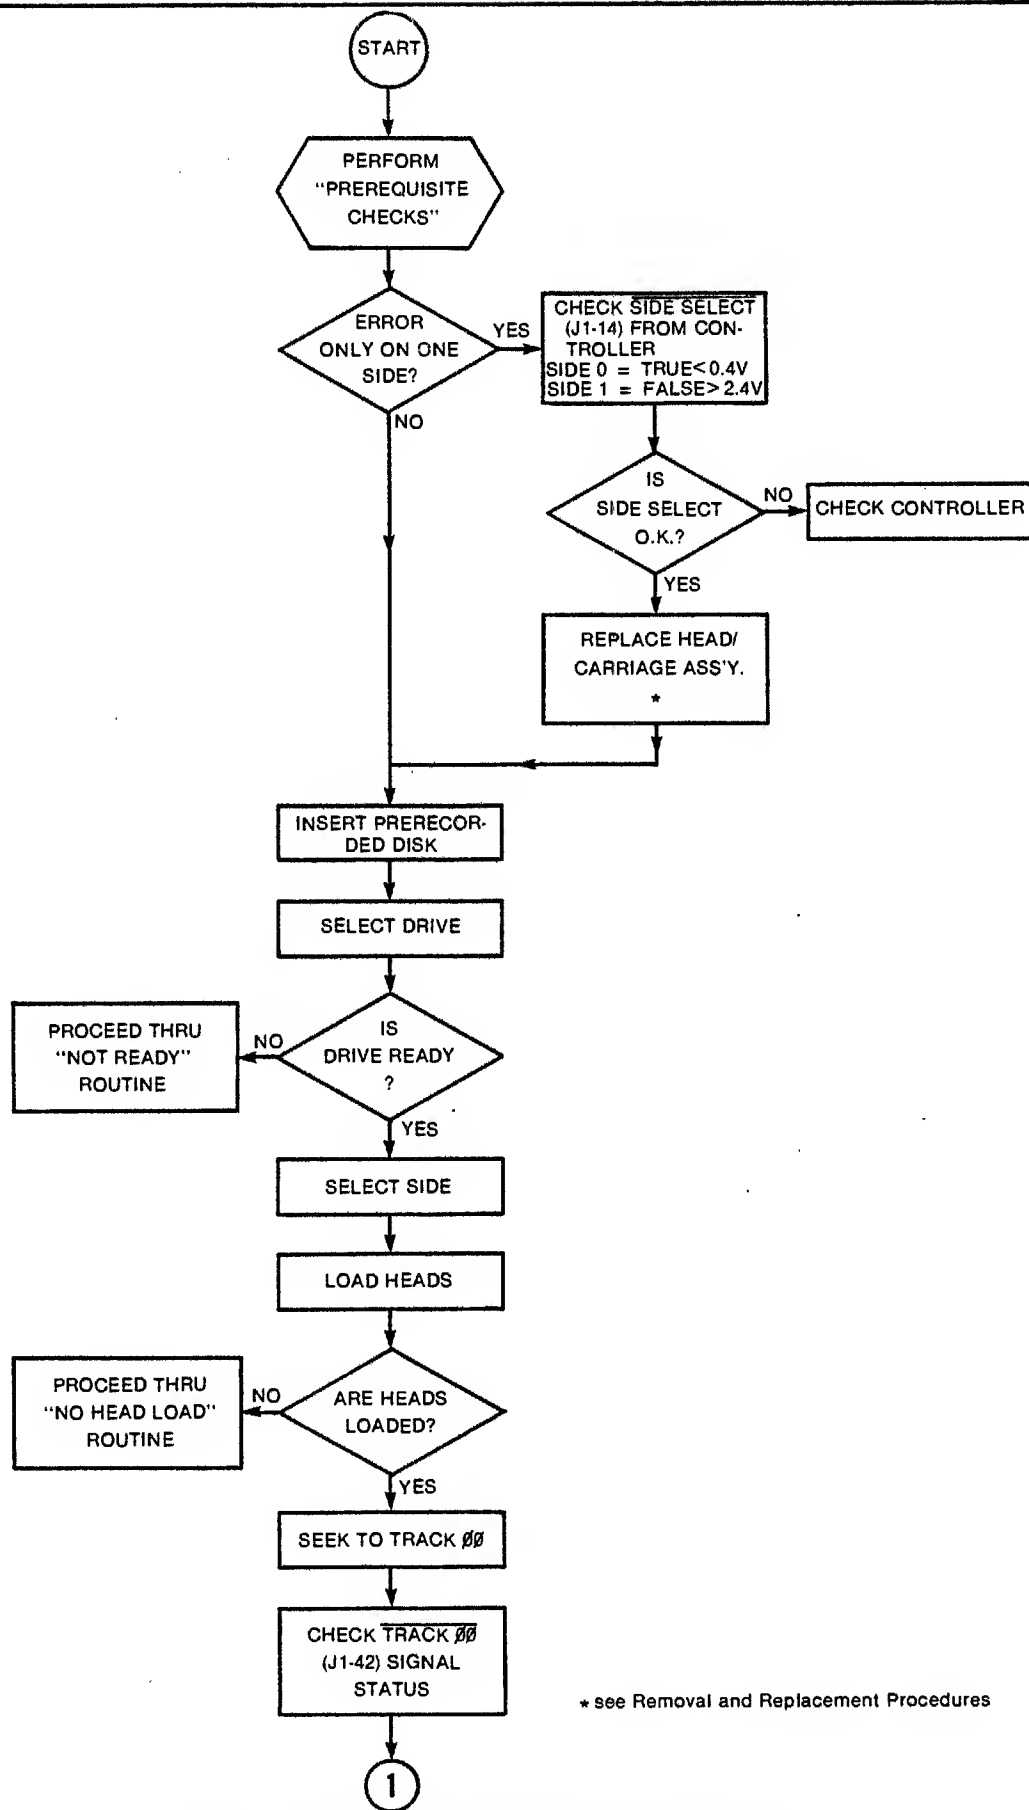 START
PERFORM
"PREREQUISITE
CHECKS"
ERROR
ONLY ON ONE
SIDE?
YES
NO
CHECK SIDE SELECT
(J1-14) FROM CON-
TROLLER
SIDE 0 = TRUE<0.4V
SIDE 1 = FALSE>2.4V
IS
SIDE SELECT
O.K.?
NO
CHECK CONTROLLER
YES
REPLACE HEAD/
CARRIAGE ASS'Y.
*
INSERT PRERECOR-
DED DISK
SELECT DRIVE
IS
DRIVE READY
?
NO
PROCEED THRU
"NOT READY"
ROUTINE
YES
SELECT SIDE
LOAD HEADS
ARE HEADS
LOADED?
NO
PROCEED THRU
"NO HEAD LOAD"
ROUTINE
YES
SEEK TO TRACK ØØ
CHECK TRACK ØØ
(J1-42) SIGNAL
STATUS
* see Removal and Replacement Procedures
1